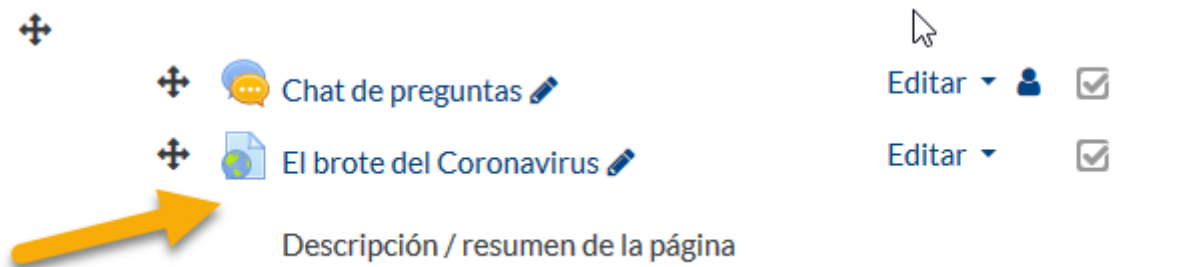 Chat de preguntas Editar
El brote del Coronavirus Editar
Descripción / resumen de la página